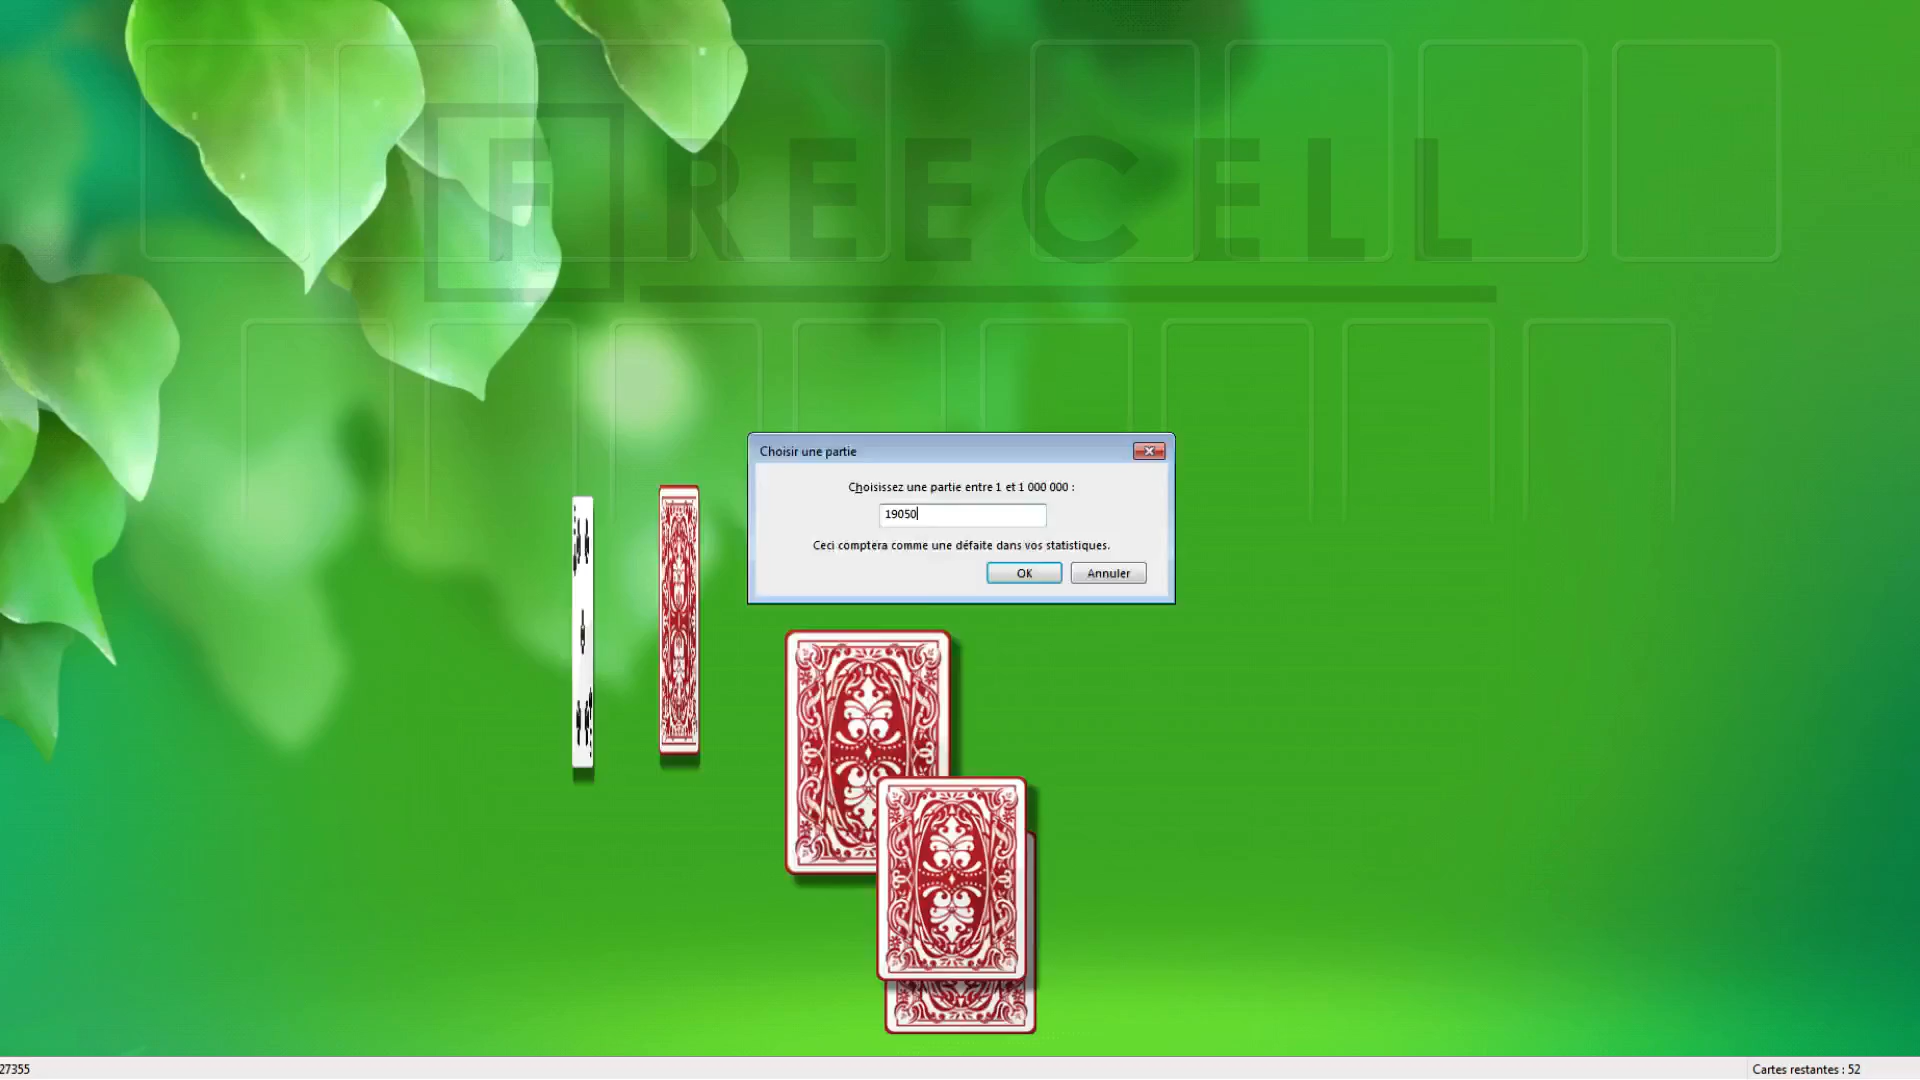 FREECELL
Choisir une partie
Choisissez une partie entre 1 et 1 000 000 :
19050
Ceci comptera comme une défaite dans vos statistiques.
OK
Annuler
27355
Cartes restantes : 52